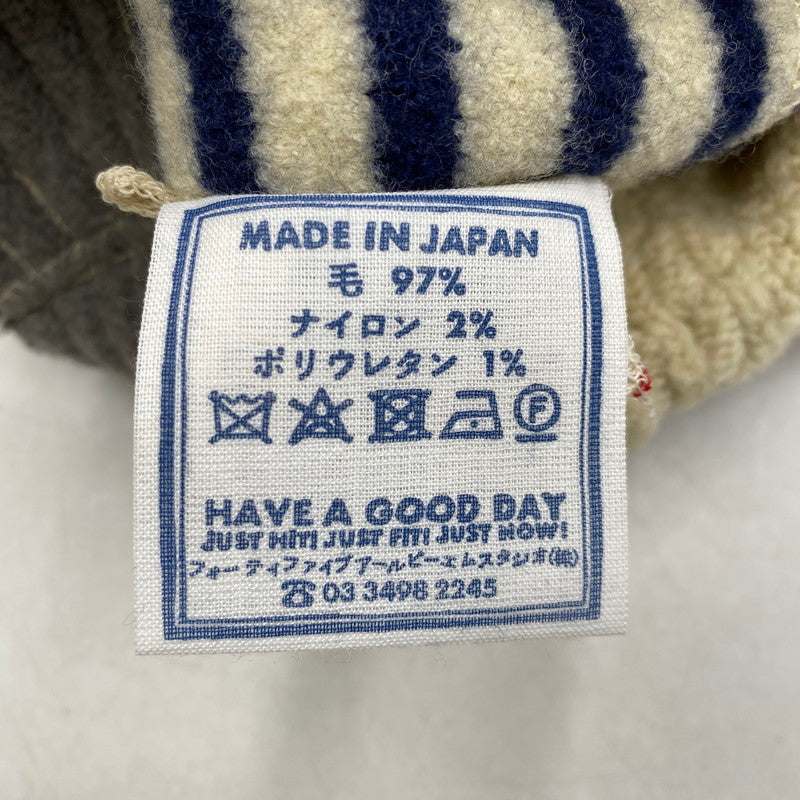 MADE IN JAPAN
毛 97%
ナイロン 2%
ポリウレタン 1%
F
HAVE A GOOD DAY
JUST HIT! JUST FIT! JUST NOW!
フォーティファイブアールピーエムスタジオ(株)
☎ 03 3498 2245